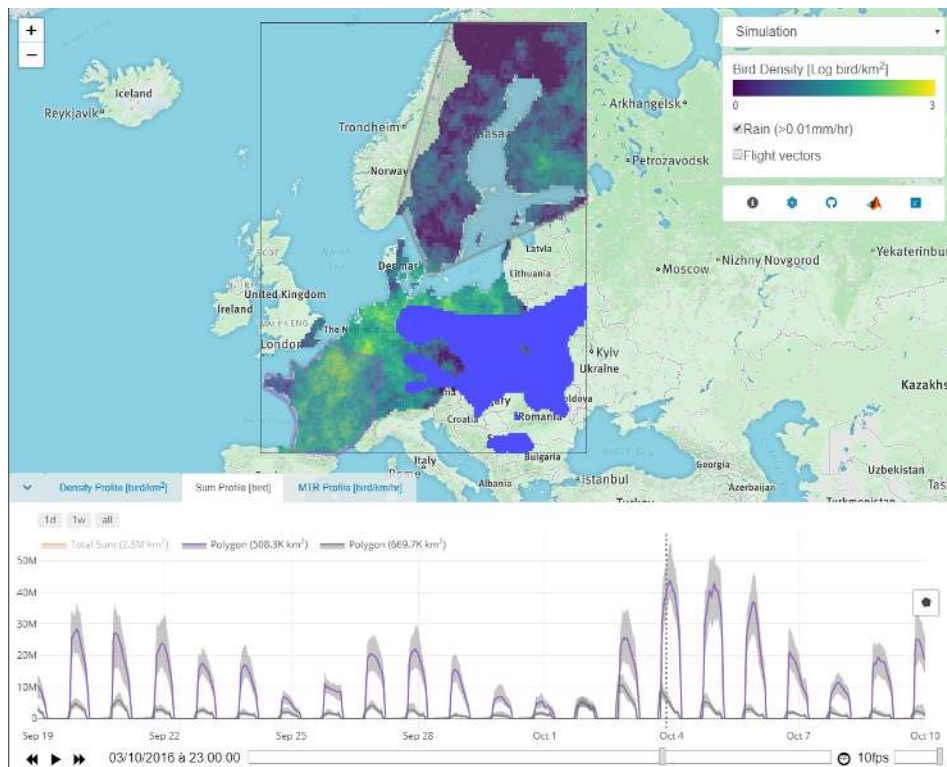 +
−
Simulation
Bird Density [Log bird/km²]
0 3
Rain (>0.01mm/hr)
Flight vectors
Iceland
Reykjavik
Trondheim
Norway
Arkhangelsk
Petrozavodsk
Denmark
Latvia
Lithuania
Moscow
Nizhny Novgorod
Yekaterinbu
United Kingdom
Ireland
London
Kyiv
Ukraine
Kazakhs
Croatia
Romania
Bulgaria
Italy
Albania
Istanbul
Georgia
Azerbaijan
Uzbekistan
Turkmenistan
Tas
Density Profile [bird/km²]
Sum Profile [bird]
MTR Profile [bird/km/hr]
1d 1w all
Total Sum (2.3M km²) Polygon (508.3K km²) Polygon (669.7K km²)
50M
40M
30M
20M
10M
0
Sep 19 Sep 22 Sep 25 Sep 28 Oct 1 Oct 4 Oct 7 Oct 10
03/10/2016 à 23:00:00
10fps